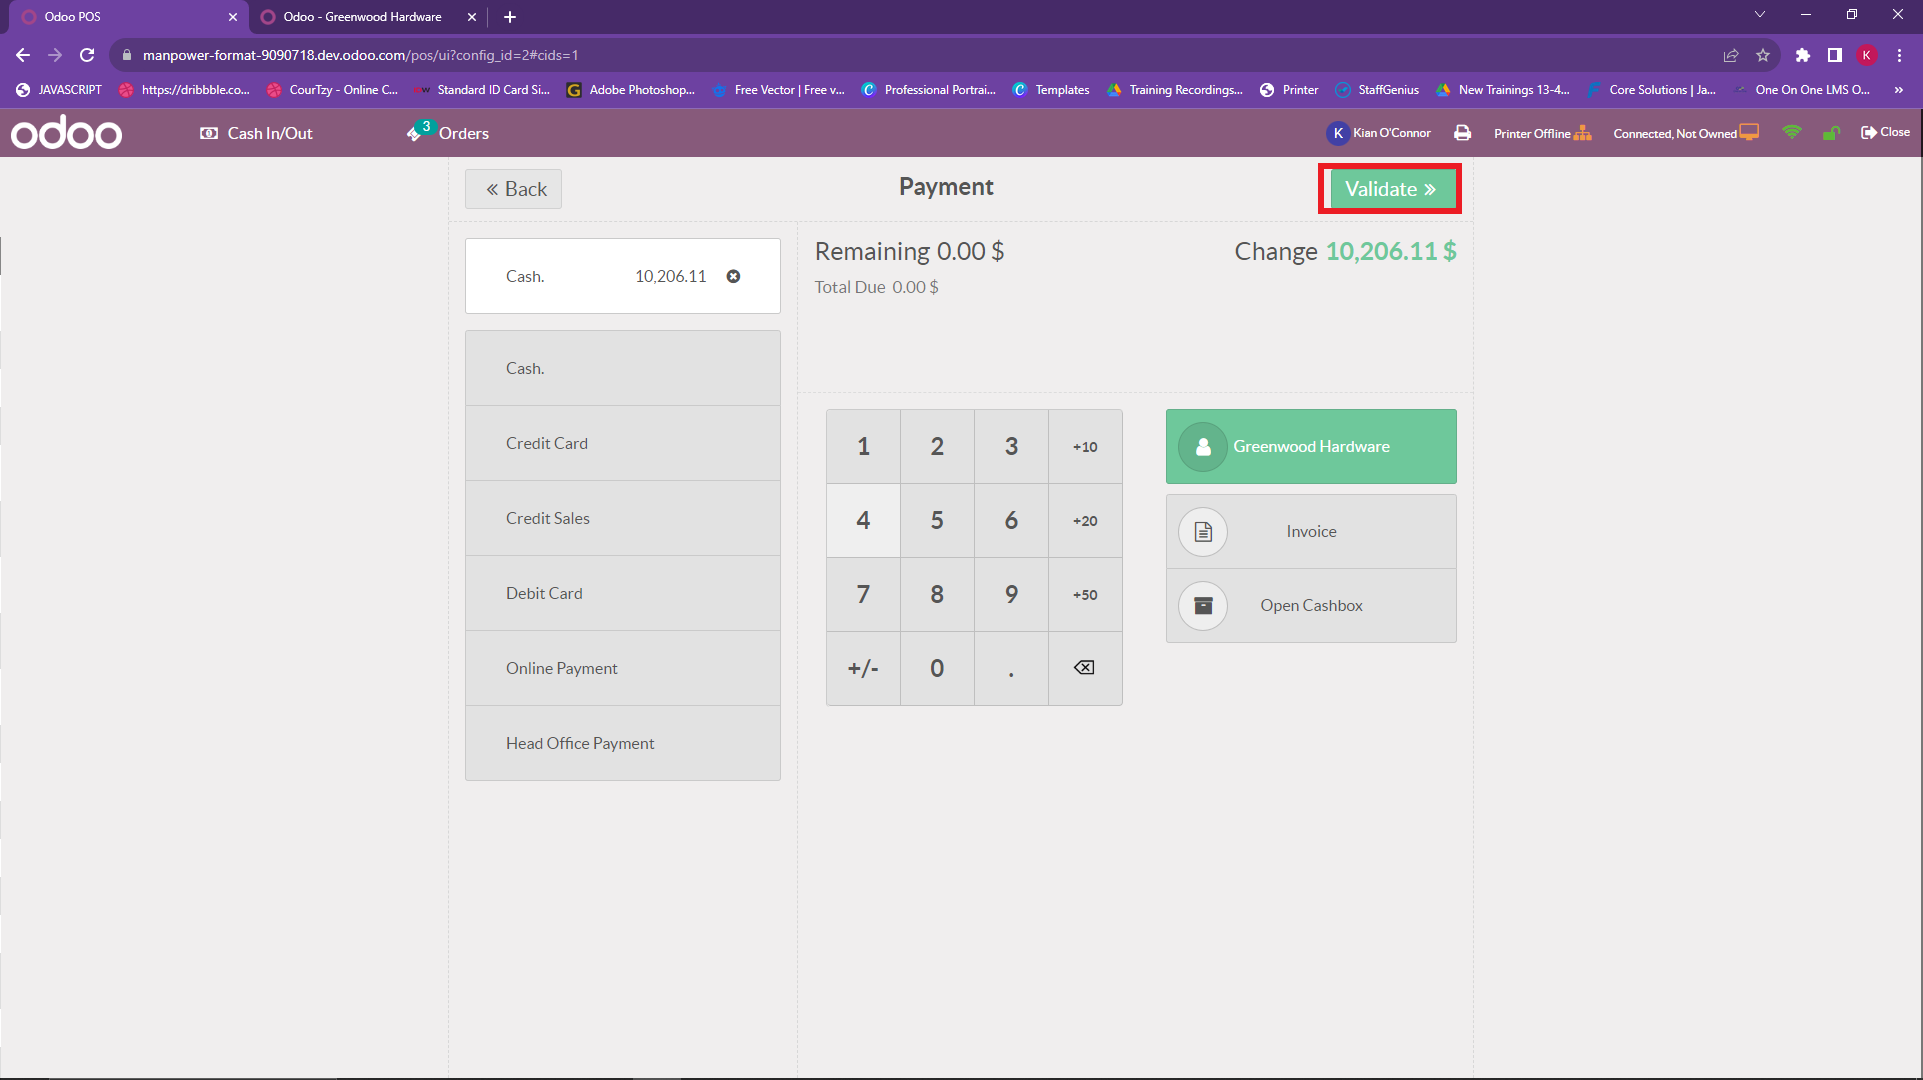 Odoo POS
Odoo - Greenwood Hardware
manpower-format-9090718.dev.odoo.com/pos/ui?config_id=2#cids=1
K
JAVASCRIPT
https://dribbble.co...
CourTzy - Online C...
Standard ID Card Si...
Adobe Photoshop...
Free Vector | Free v...
Professional Portrai...
Templates
Training Recordings...
Printer
StaffGenius
New Trainings 13-4...
Core Solutions | Ja...
One On One LMS O...
odoo
Cash In/Out
3
Orders
K
Kian O'Connor
Printer Offline
Connected, Not Owned
Close
Back
Payment
Validate
Cash. 10,206.11
Remaining 0.00 $
Change 10,206.11 $
Total Due 0.00 $
Cash.
Credit Card
Credit Sales
Debit Card
Online Payment
Head Office Payment
1 2 3 +10
4 5 6 +20
7 8 9 +50
+/- 0 .
Greenwood Hardware
Invoice
Open Cashbox